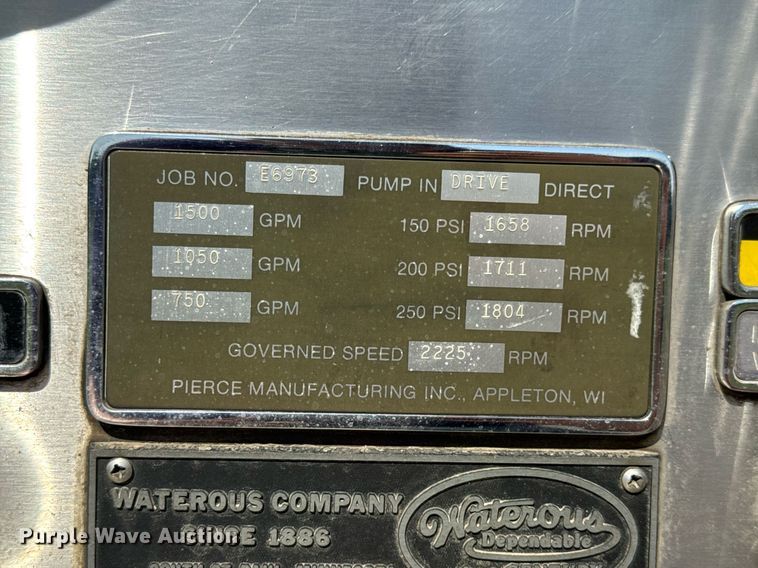 JOB NO. E6973 PUMP IN DRIVE DIRECT
1500 GPM 150 PSI 1658 RPM
1050 GPM 200 PSI 1711 RPM
750 GPM 250 PSI 1804 RPM
GOVERNED SPEED 2225 RPM
PIERCE MANUFACTURING INC., APPLETON, WI
WATEROUS COMPANY
SINCE 1886
Waterous
Dependable
Purple Wave Auction